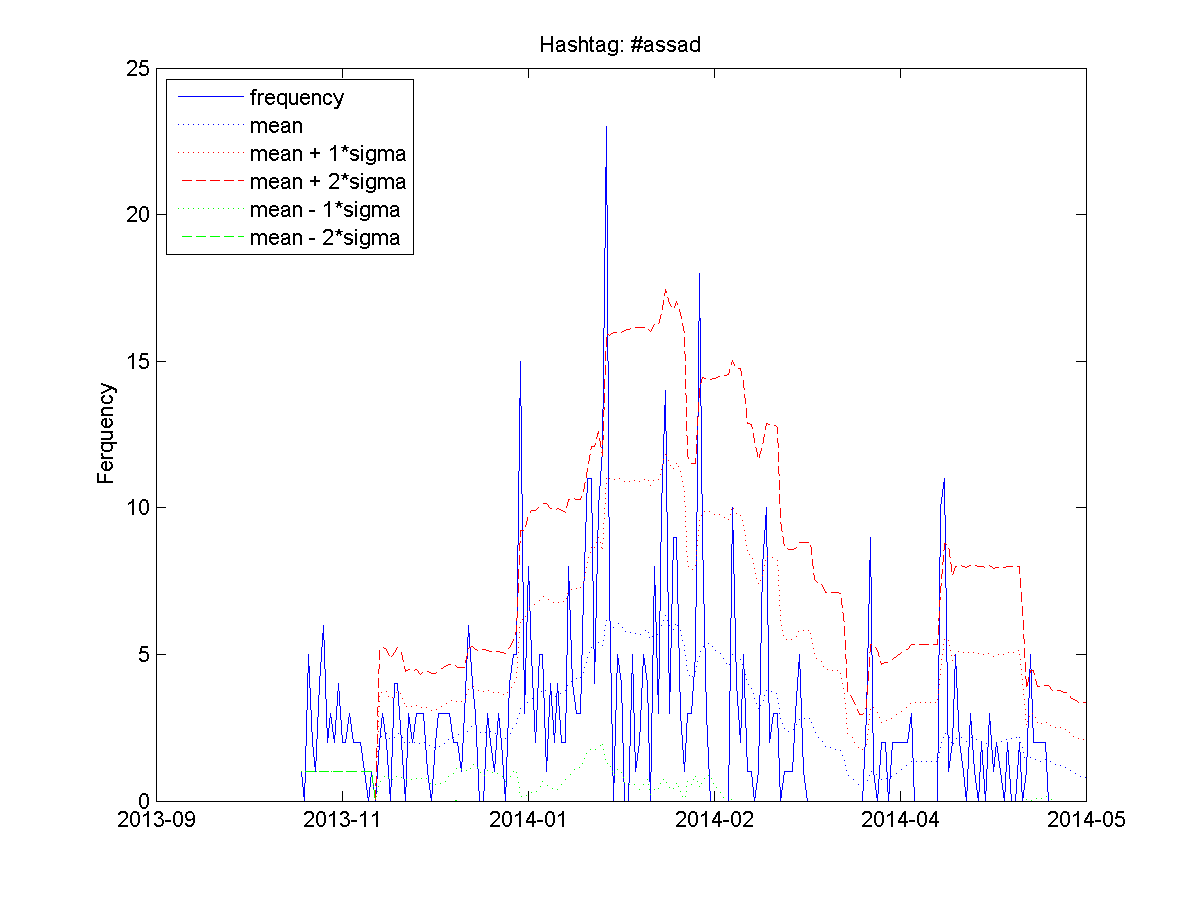 Hashtag: #assad
25
20
15
10
5
0
Ferquency
frequency
mean
mean + 1*sigma
mean + 2*sigma
mean - 1*sigma
mean - 2*sigma
2013-09
2013-11
2014-01
2014-02
2014-04
2014-05